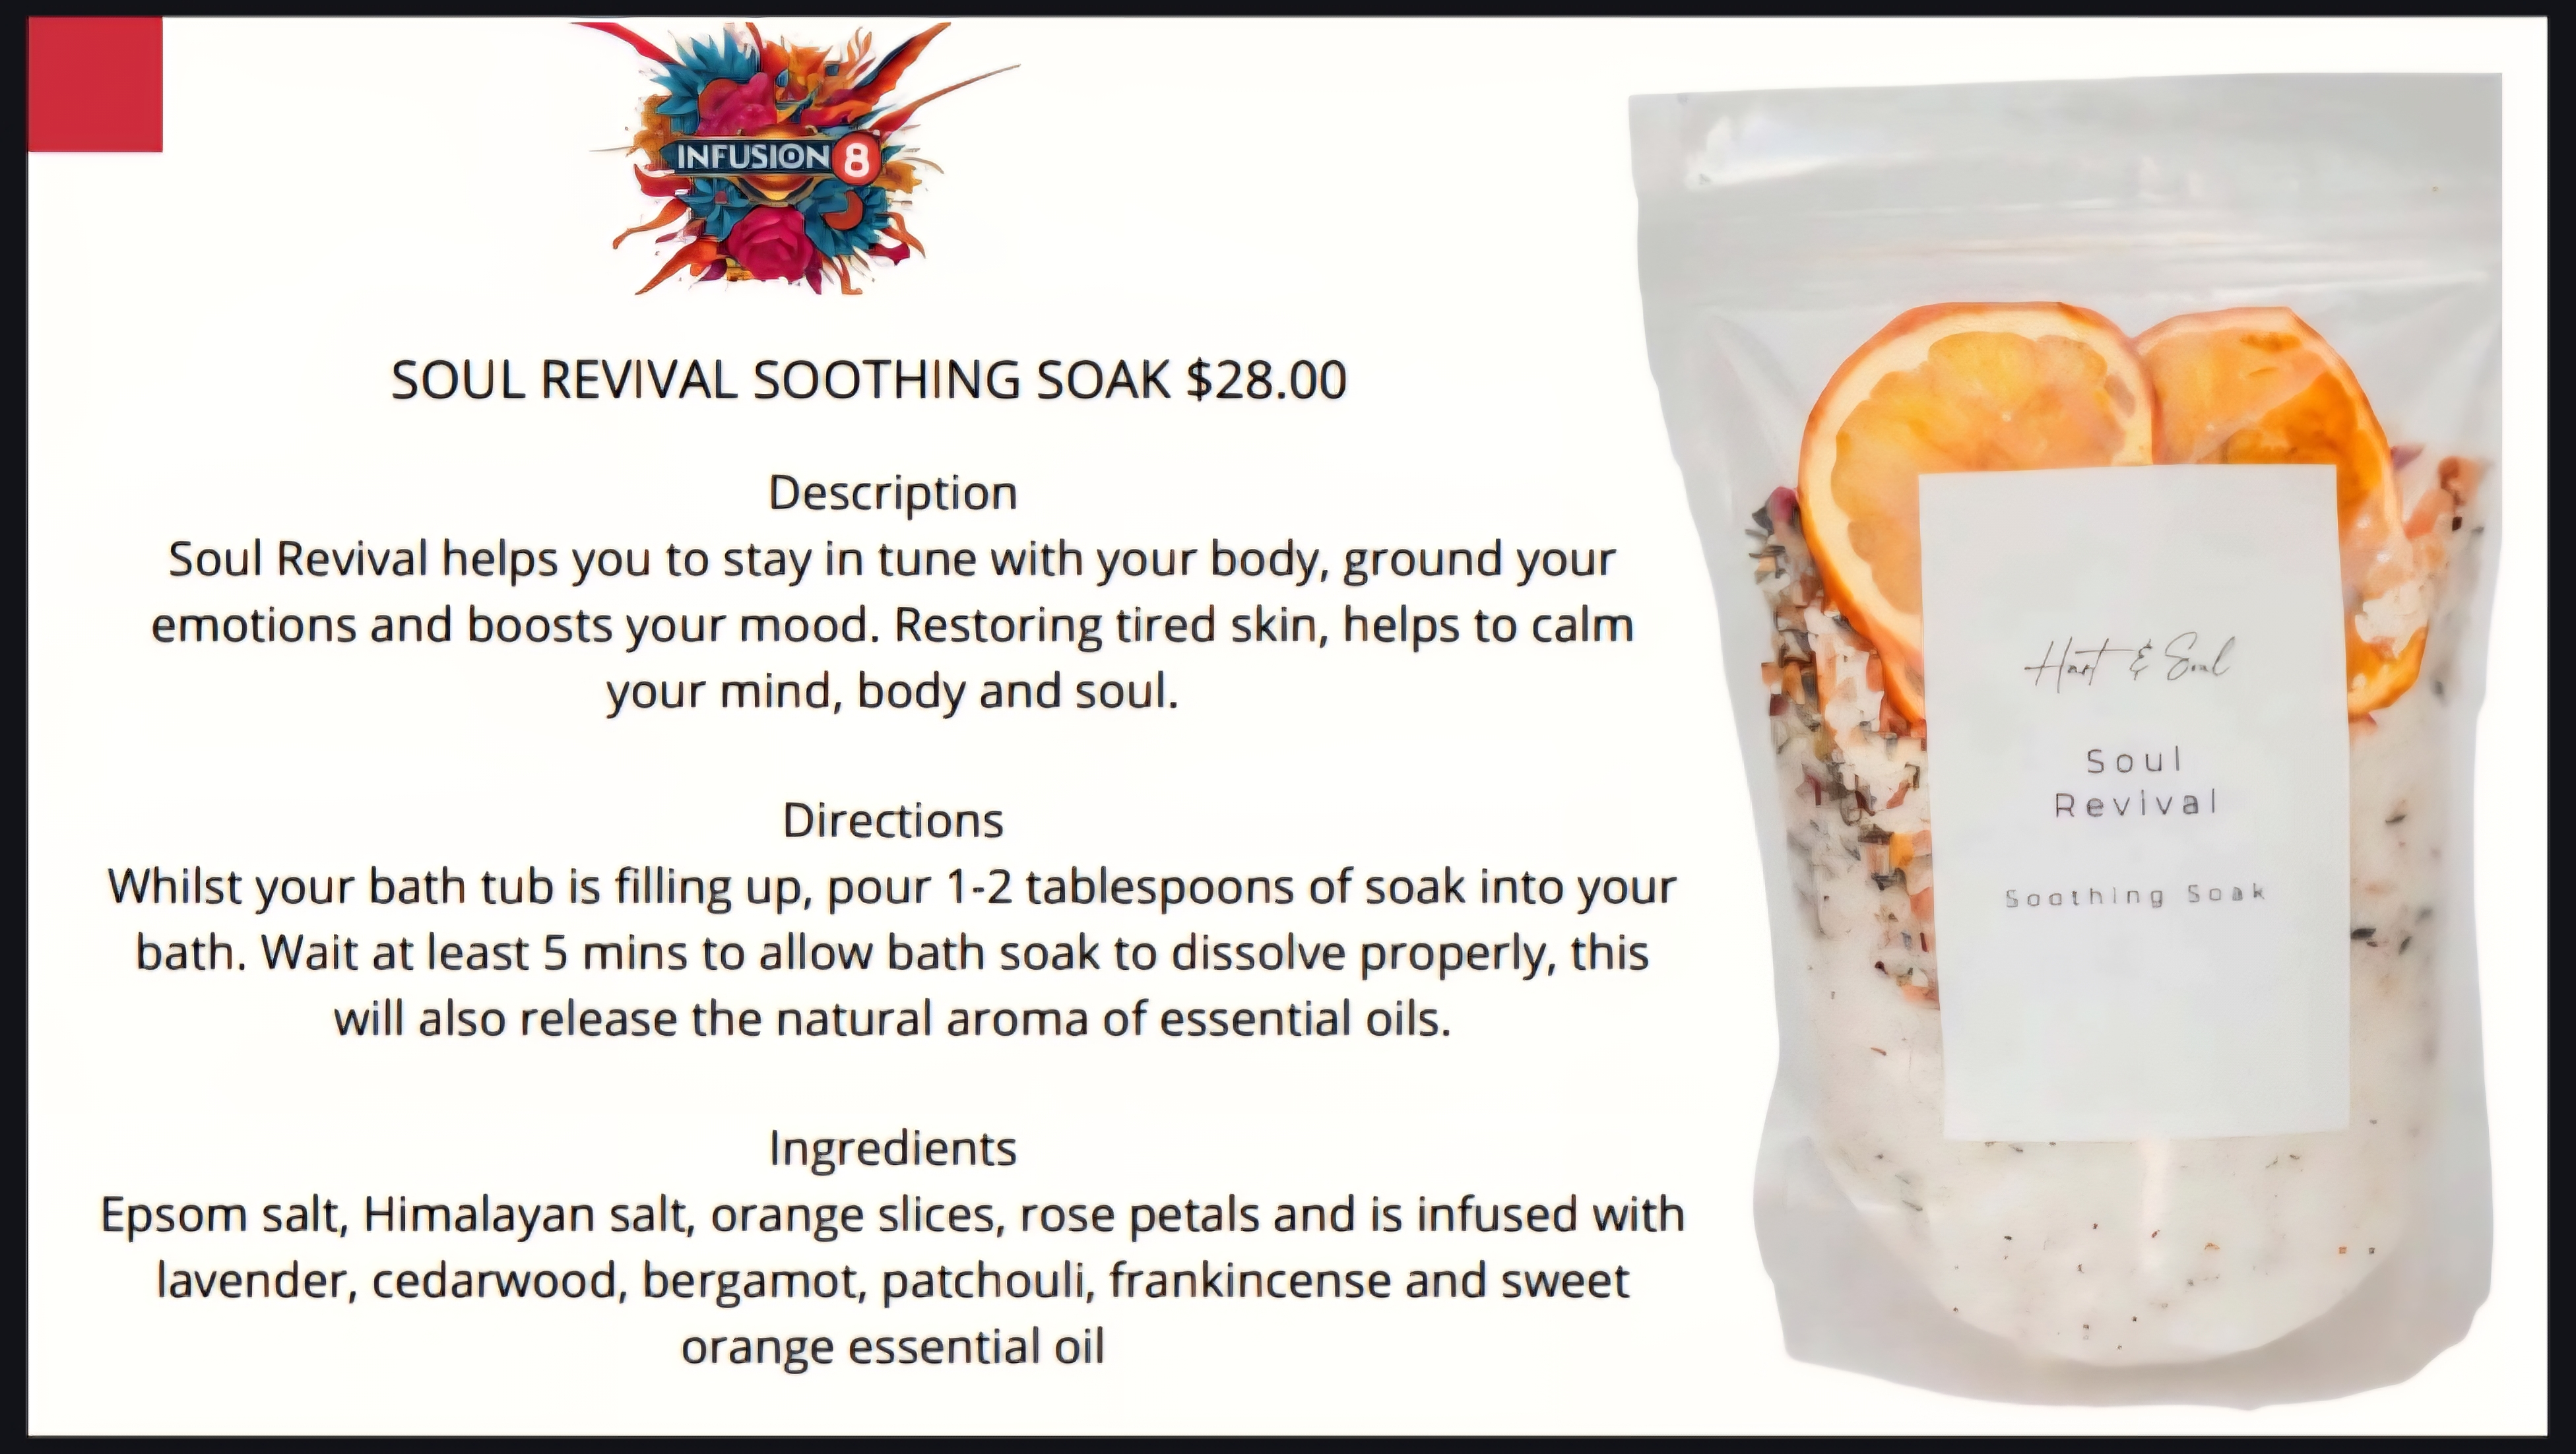 INFUSION 8
SOUL REVIVAL SOOTHING SOAK $28.00
Description
Soul Revival helps you to stay in tune with your body, ground your
emotions and boosts your mood. Restoring tired skin, helps to calm
your mind, body and soul.
Directions
Whilst your bath tub is filling up, pour 1-2 tablespoons of soak into your
bath. Wait at least 5 mins to allow bath soak to dissolve properly, this
will also release the natural aroma of essential oils.
Ingredients
Epsom salt, Himalayan salt, orange slices, rose petals and is infused with
lavender, cedarwood, bergamot, patchouli, frankincense and sweet
orange essential oil
Hart & Soul
Soul
Revival
Soothing Soak